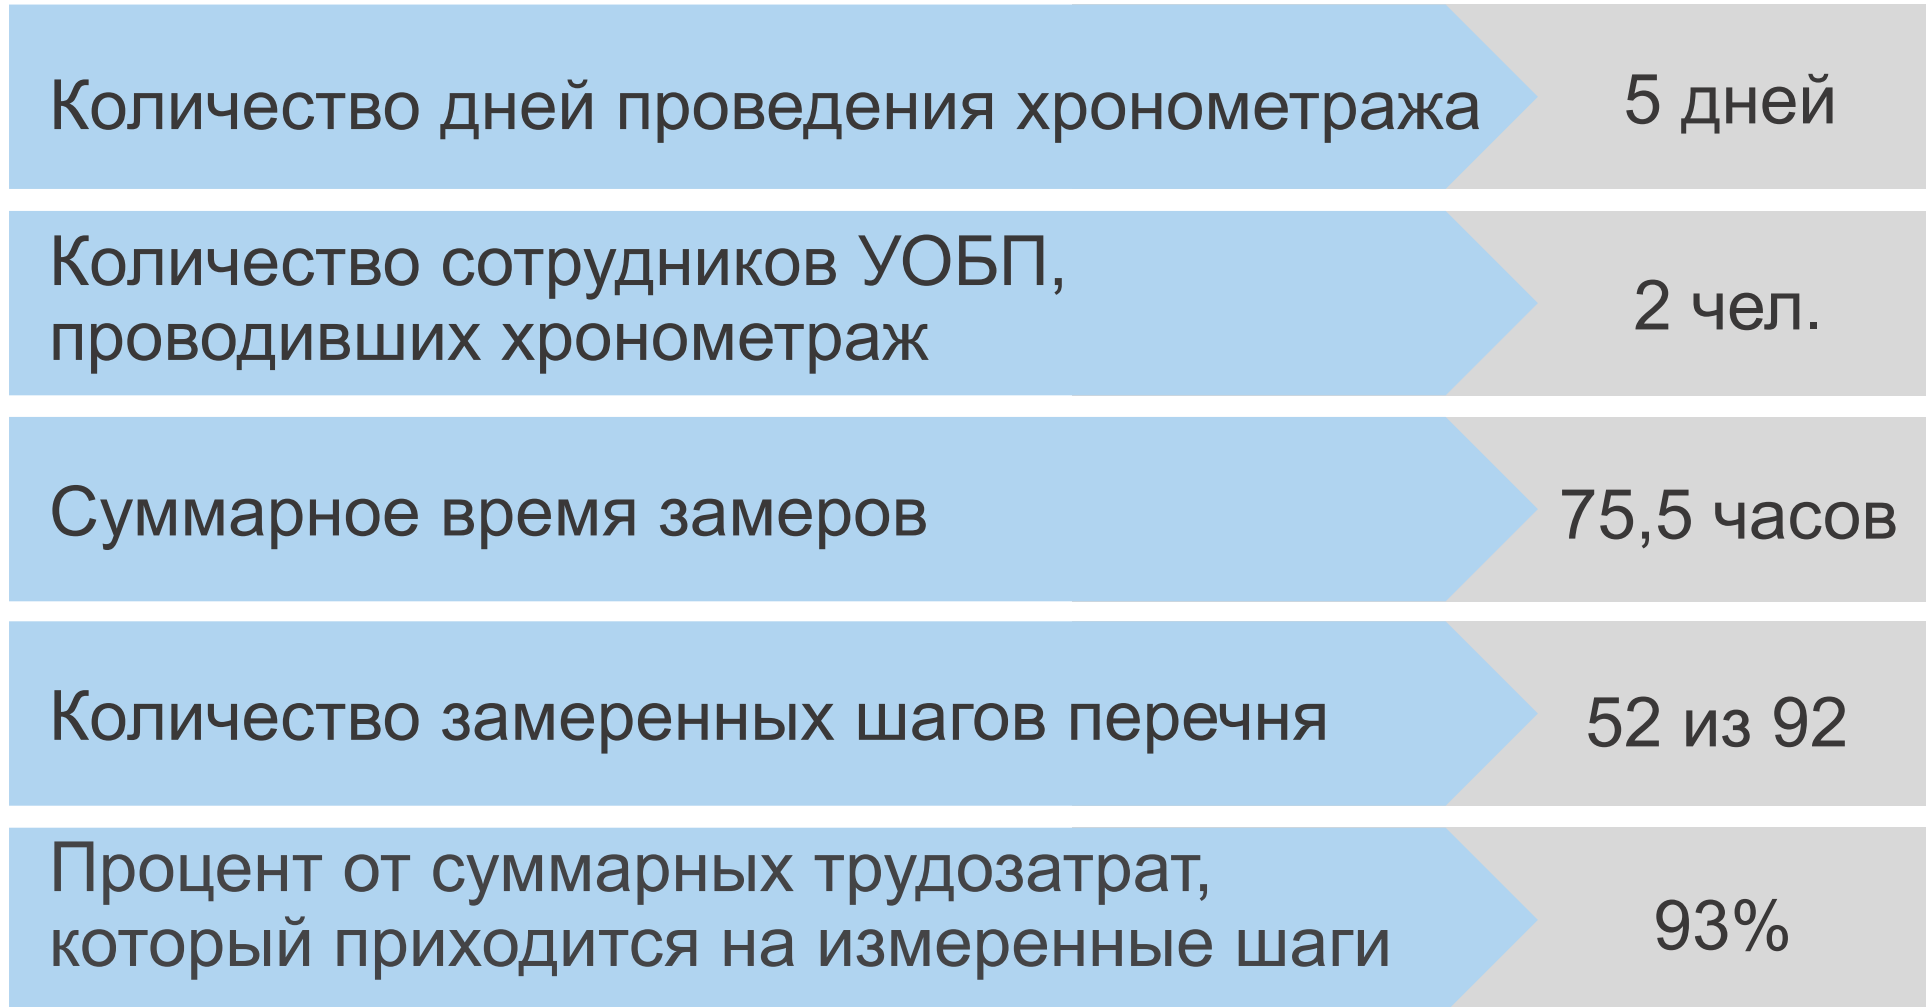 Количество дней проведения хронометража
5 дней
Количество сотрудников УОБП,
проводивших хронометраж
2 чел.
Суммарное время замеров
75,5 часов
Количество замеренных шагов перечня
52 из 92
Процент от суммарных трудозатрат,
который приходится на измеренные шаги
93%